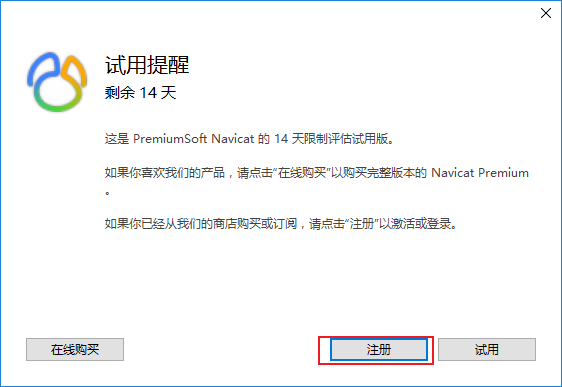 试用提醒
剩余 14 天
这是 PremiumSoft Navicat 的 14 天限制评估试用版。
如果你喜欢我们的产品，请点击“在线购买”以购买完整版本的 Navicat Premium
。
如果你已经从我们的商店购买或订阅，请点击“注册”以激活或登录。
在线购买
注册
试用